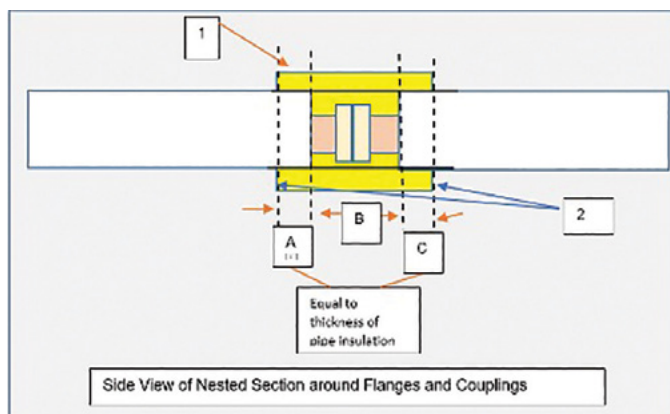 1
2
A
B
C
Equal to
thickness of
pipe insulation
Side View of Nested Section around Flanges and Couplings